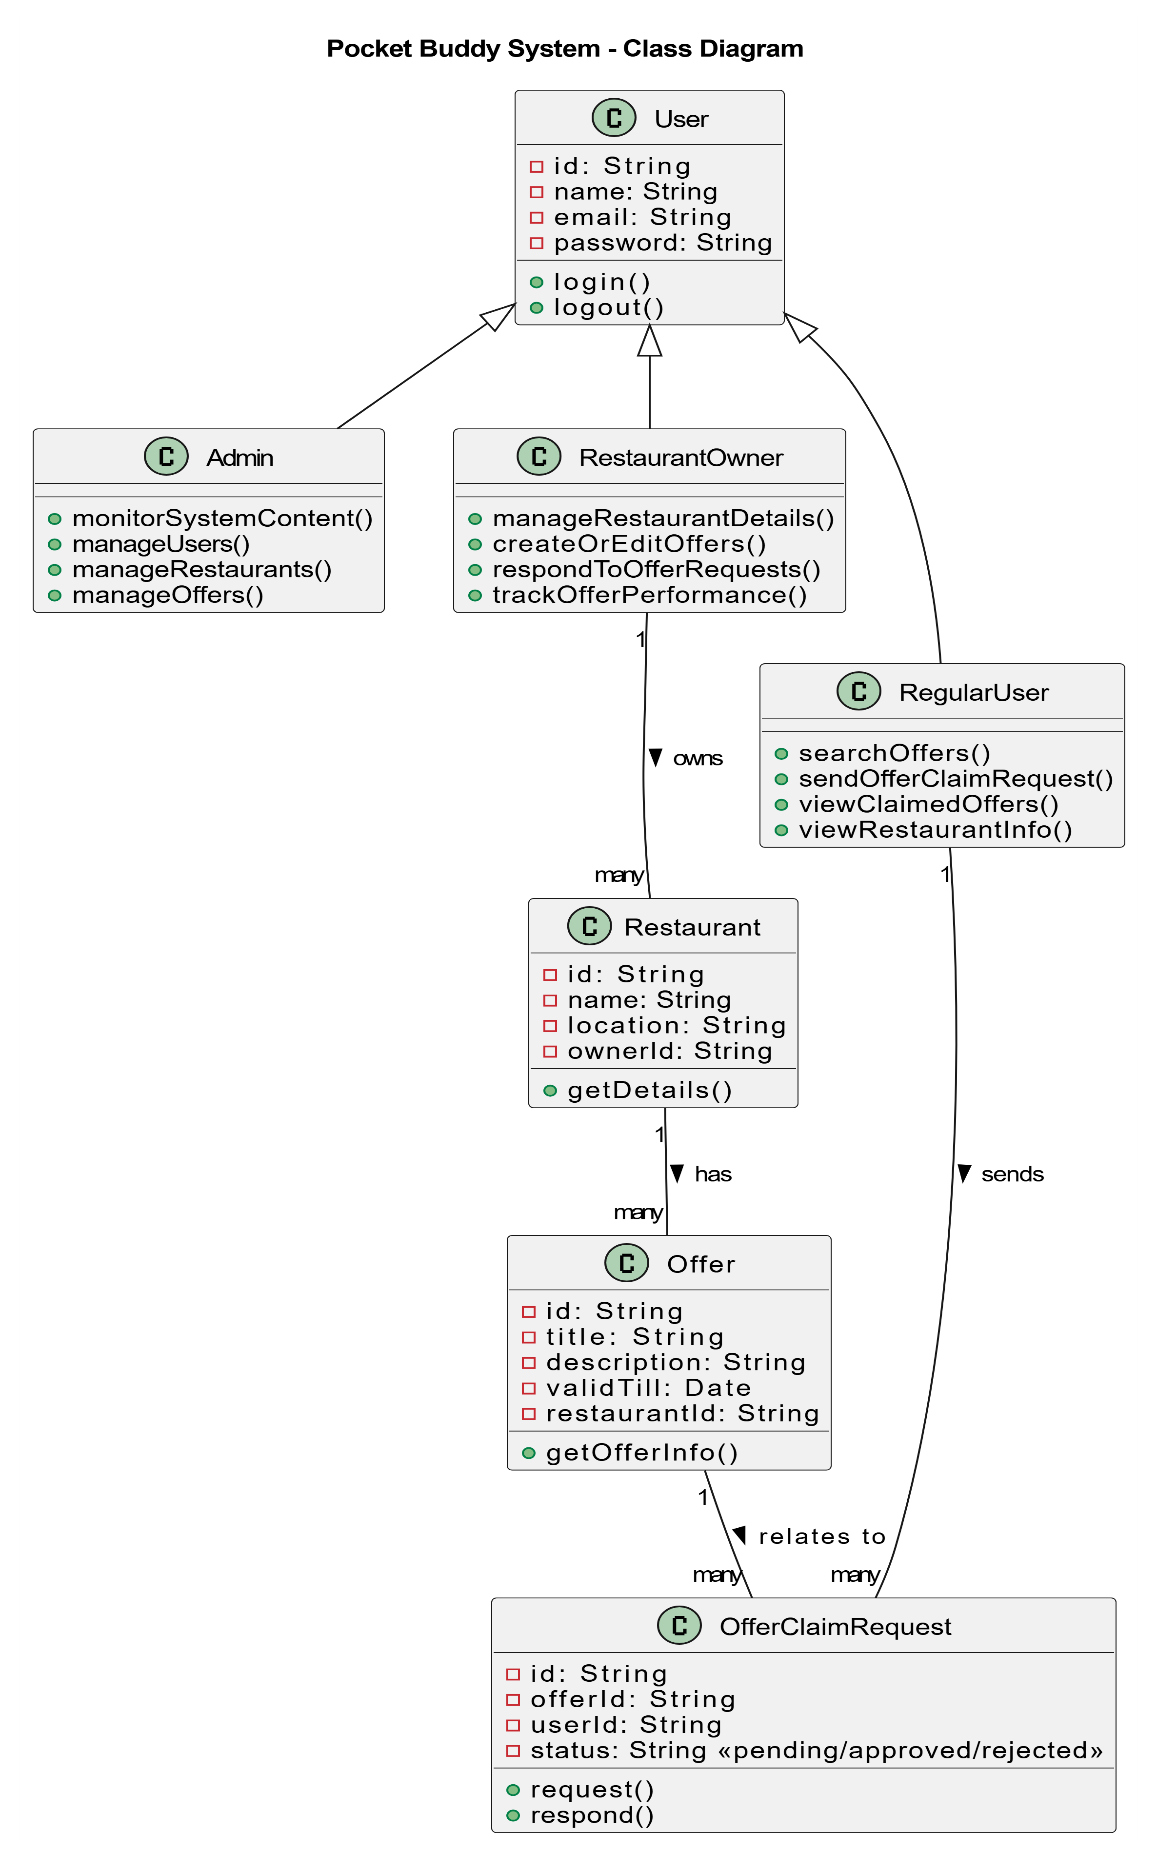 Pocket Buddy System - Class Diagram
C User
id: String
name: String
email: String
password: String
login()
logout()
C Admin
monitorSystemContent()
manageUsers()
manageRestaurants()
manageOffers()
C RestaurantOwner
manageRestaurantDetails()
createOrEditOffers()
respondToOfferRequests()
trackOfferPerformance()
1
owns
many
C RegularUser
searchOffers()
sendOfferClaimRequest()
viewClaimedOffers()
viewRestaurantInfo()
1
sends
many
C Restaurant
id: String
name: String
location: String
ownerId: String
getDetails()
1
has
many
C Offer
id: String
title: String
description: String
validTill: Date
restaurantId: String
getOfferInfo()
1
relates to
many
C OfferClaimRequest
id: String
offerId: String
userId: String
status: String «pending/approved/rejected»
request()
respond()